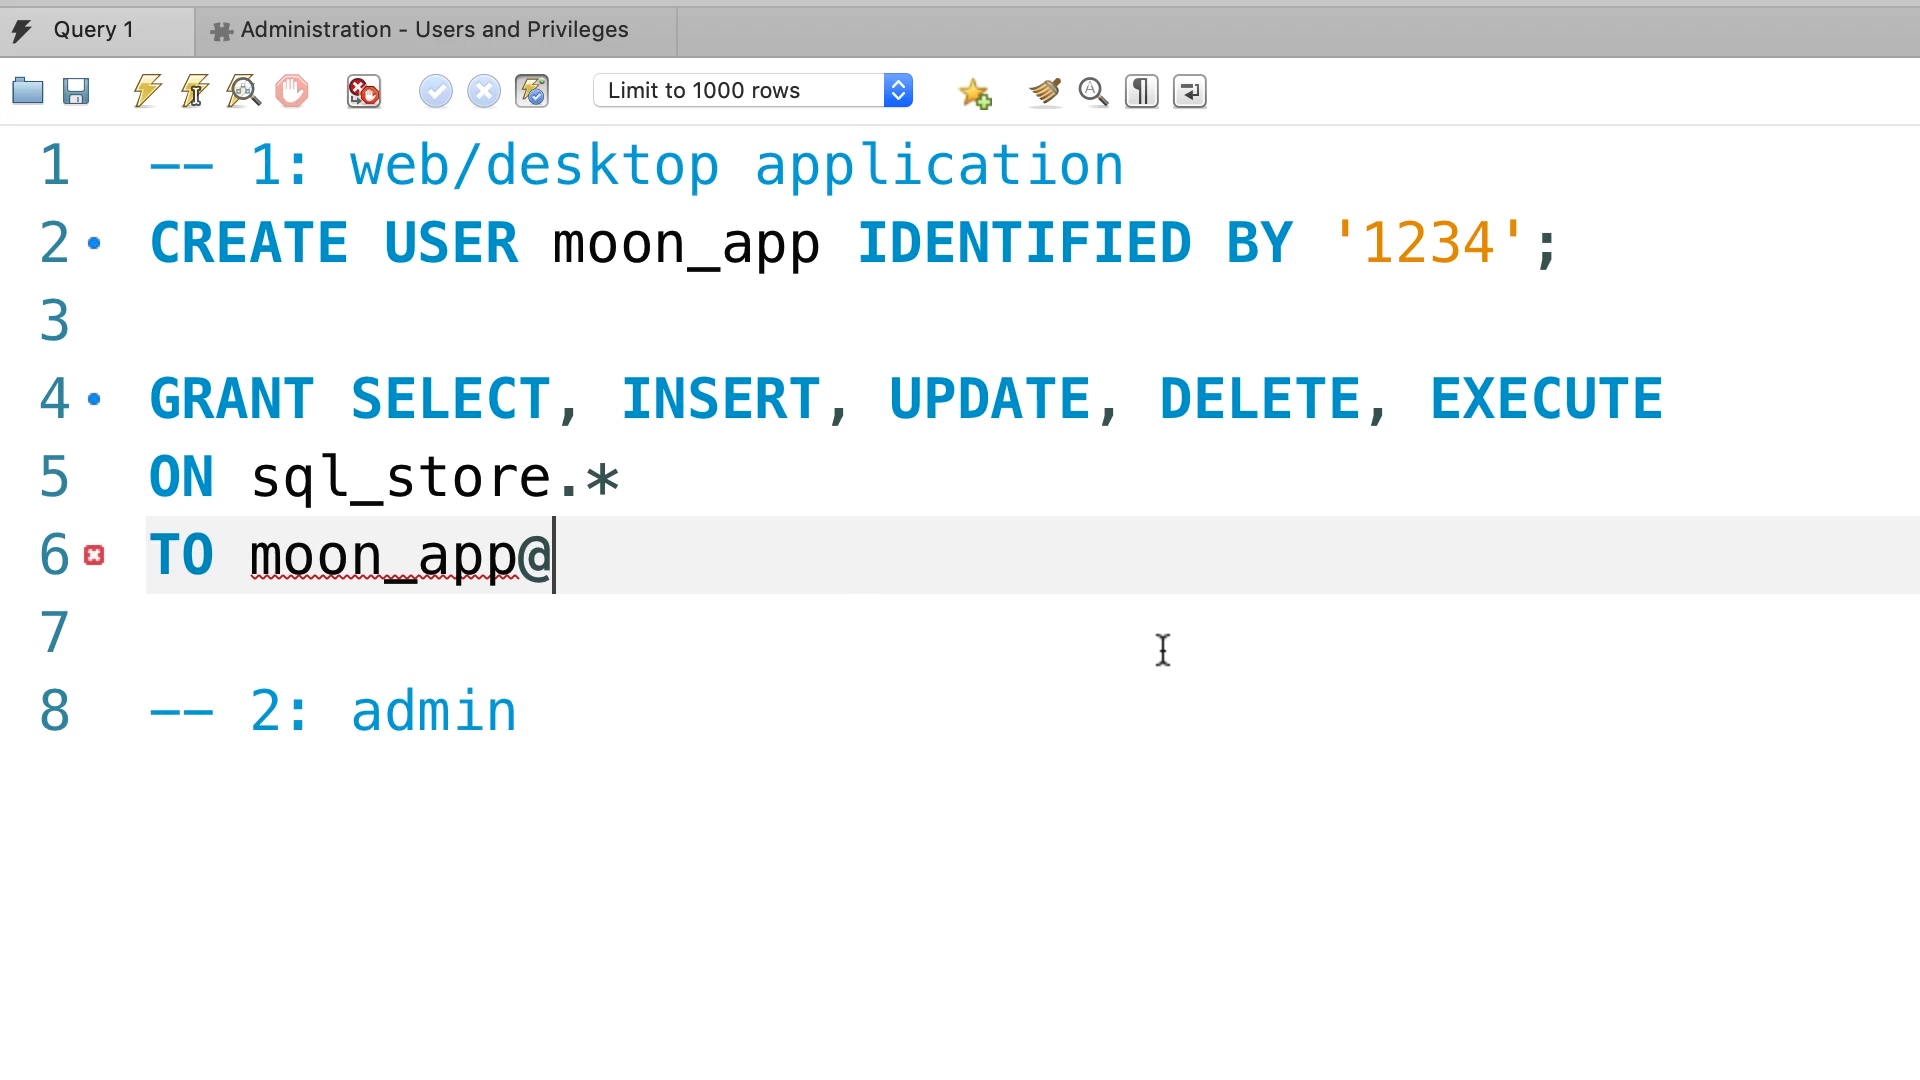 Query 1
Administration - Users and Privileges
Limit to 1000 rows
1 -- 1: web/desktop application
2 CREATE USER moon_app IDENTIFIED BY '1234';
3
4 GRANT SELECT, INSERT, UPDATE, DELETE, EXECUTE
5 ON sql_store.*
6 TO moon_app@
7
8 -- 2: admin